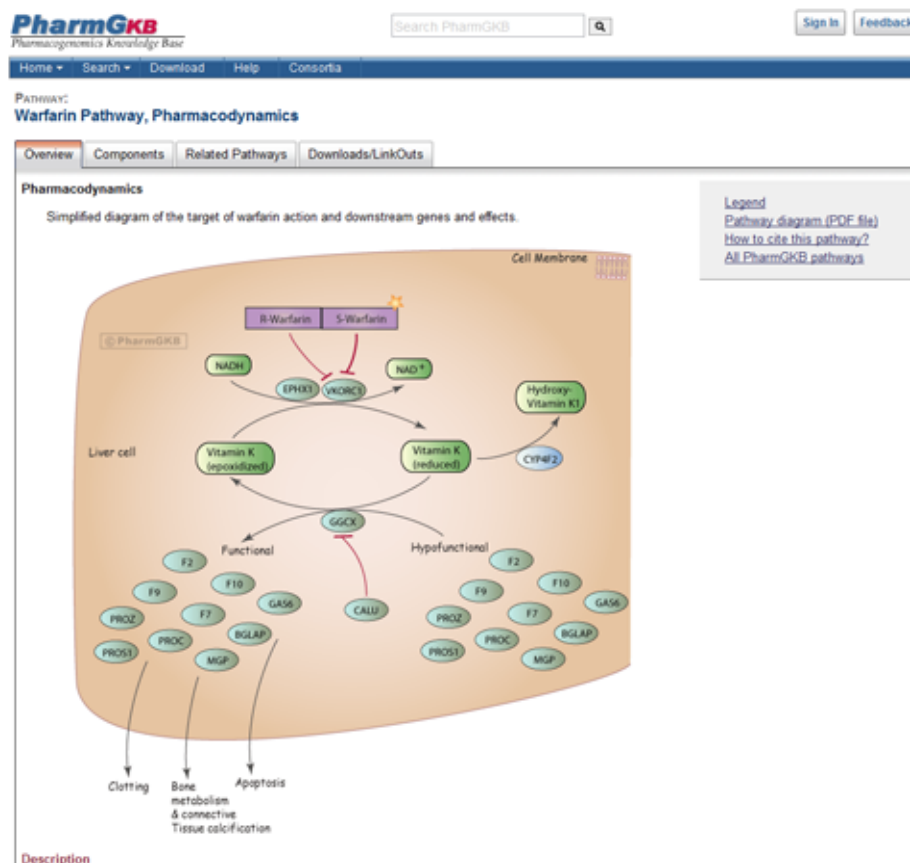 PharmGKB
Pharmacogenomics Knowledge Base
Search PharmGKB
Sign In
Feedback
Home
Search
Download
Help
Consortia
PATHWAY:
Warfarin Pathway, Pharmacodynamics
Overview
Components
Related Pathways
Downloads/LinkOuts
Pharmacodynamics
Simplified diagram of the target of warfarin action and downstream genes and effects.
Legend
Pathway diagram (PDF file)
How to cite this pathway?
All PharmGKB pathways
Cell Membrane
R-Warfarin
S-Warfarin
© PharmGKB
NADH
NAD+
EPHX1
VKORC1
Hydroxy-
Vitamin K1
Liver cell
Vitamin K
(epoxidized)
Vitamin K
(reduced)
CYP4F2
GGCX
Functional
Hypofunctional
F2
F9
F10
GAS6
PROZ
F7
PROC
BGLAP
PROS1
MGP
CALU
F2
F9
F10
GAS6
PROZ
F7
PROC
BGLAP
PROS1
MGP
Clotting
Bone
metabolism
& connective
Tissue calcification
Apoptosis
Description